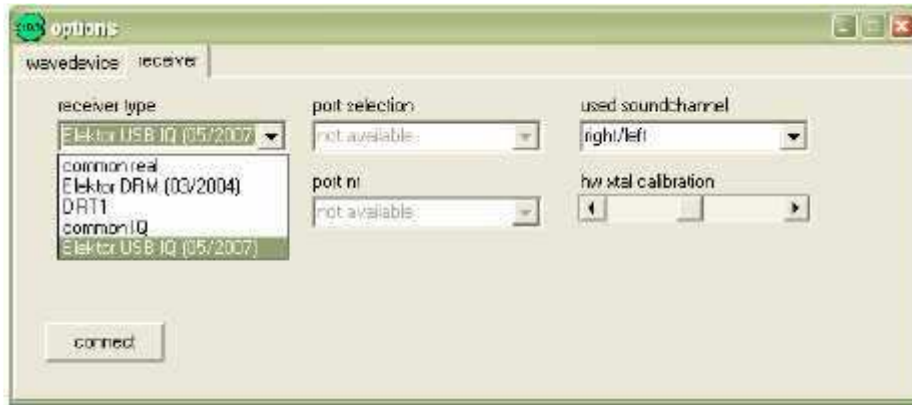 options
wavedevice receiver
receiver type
Elektor USB IQ (05/2007
common real
Elektor DRM (03/2004)
DRT1
common IQ
Elektor USB IQ (05/2007)
port selection
not available
port nr
not available
used soundchannel
right/left
hw xtal calibration
connect